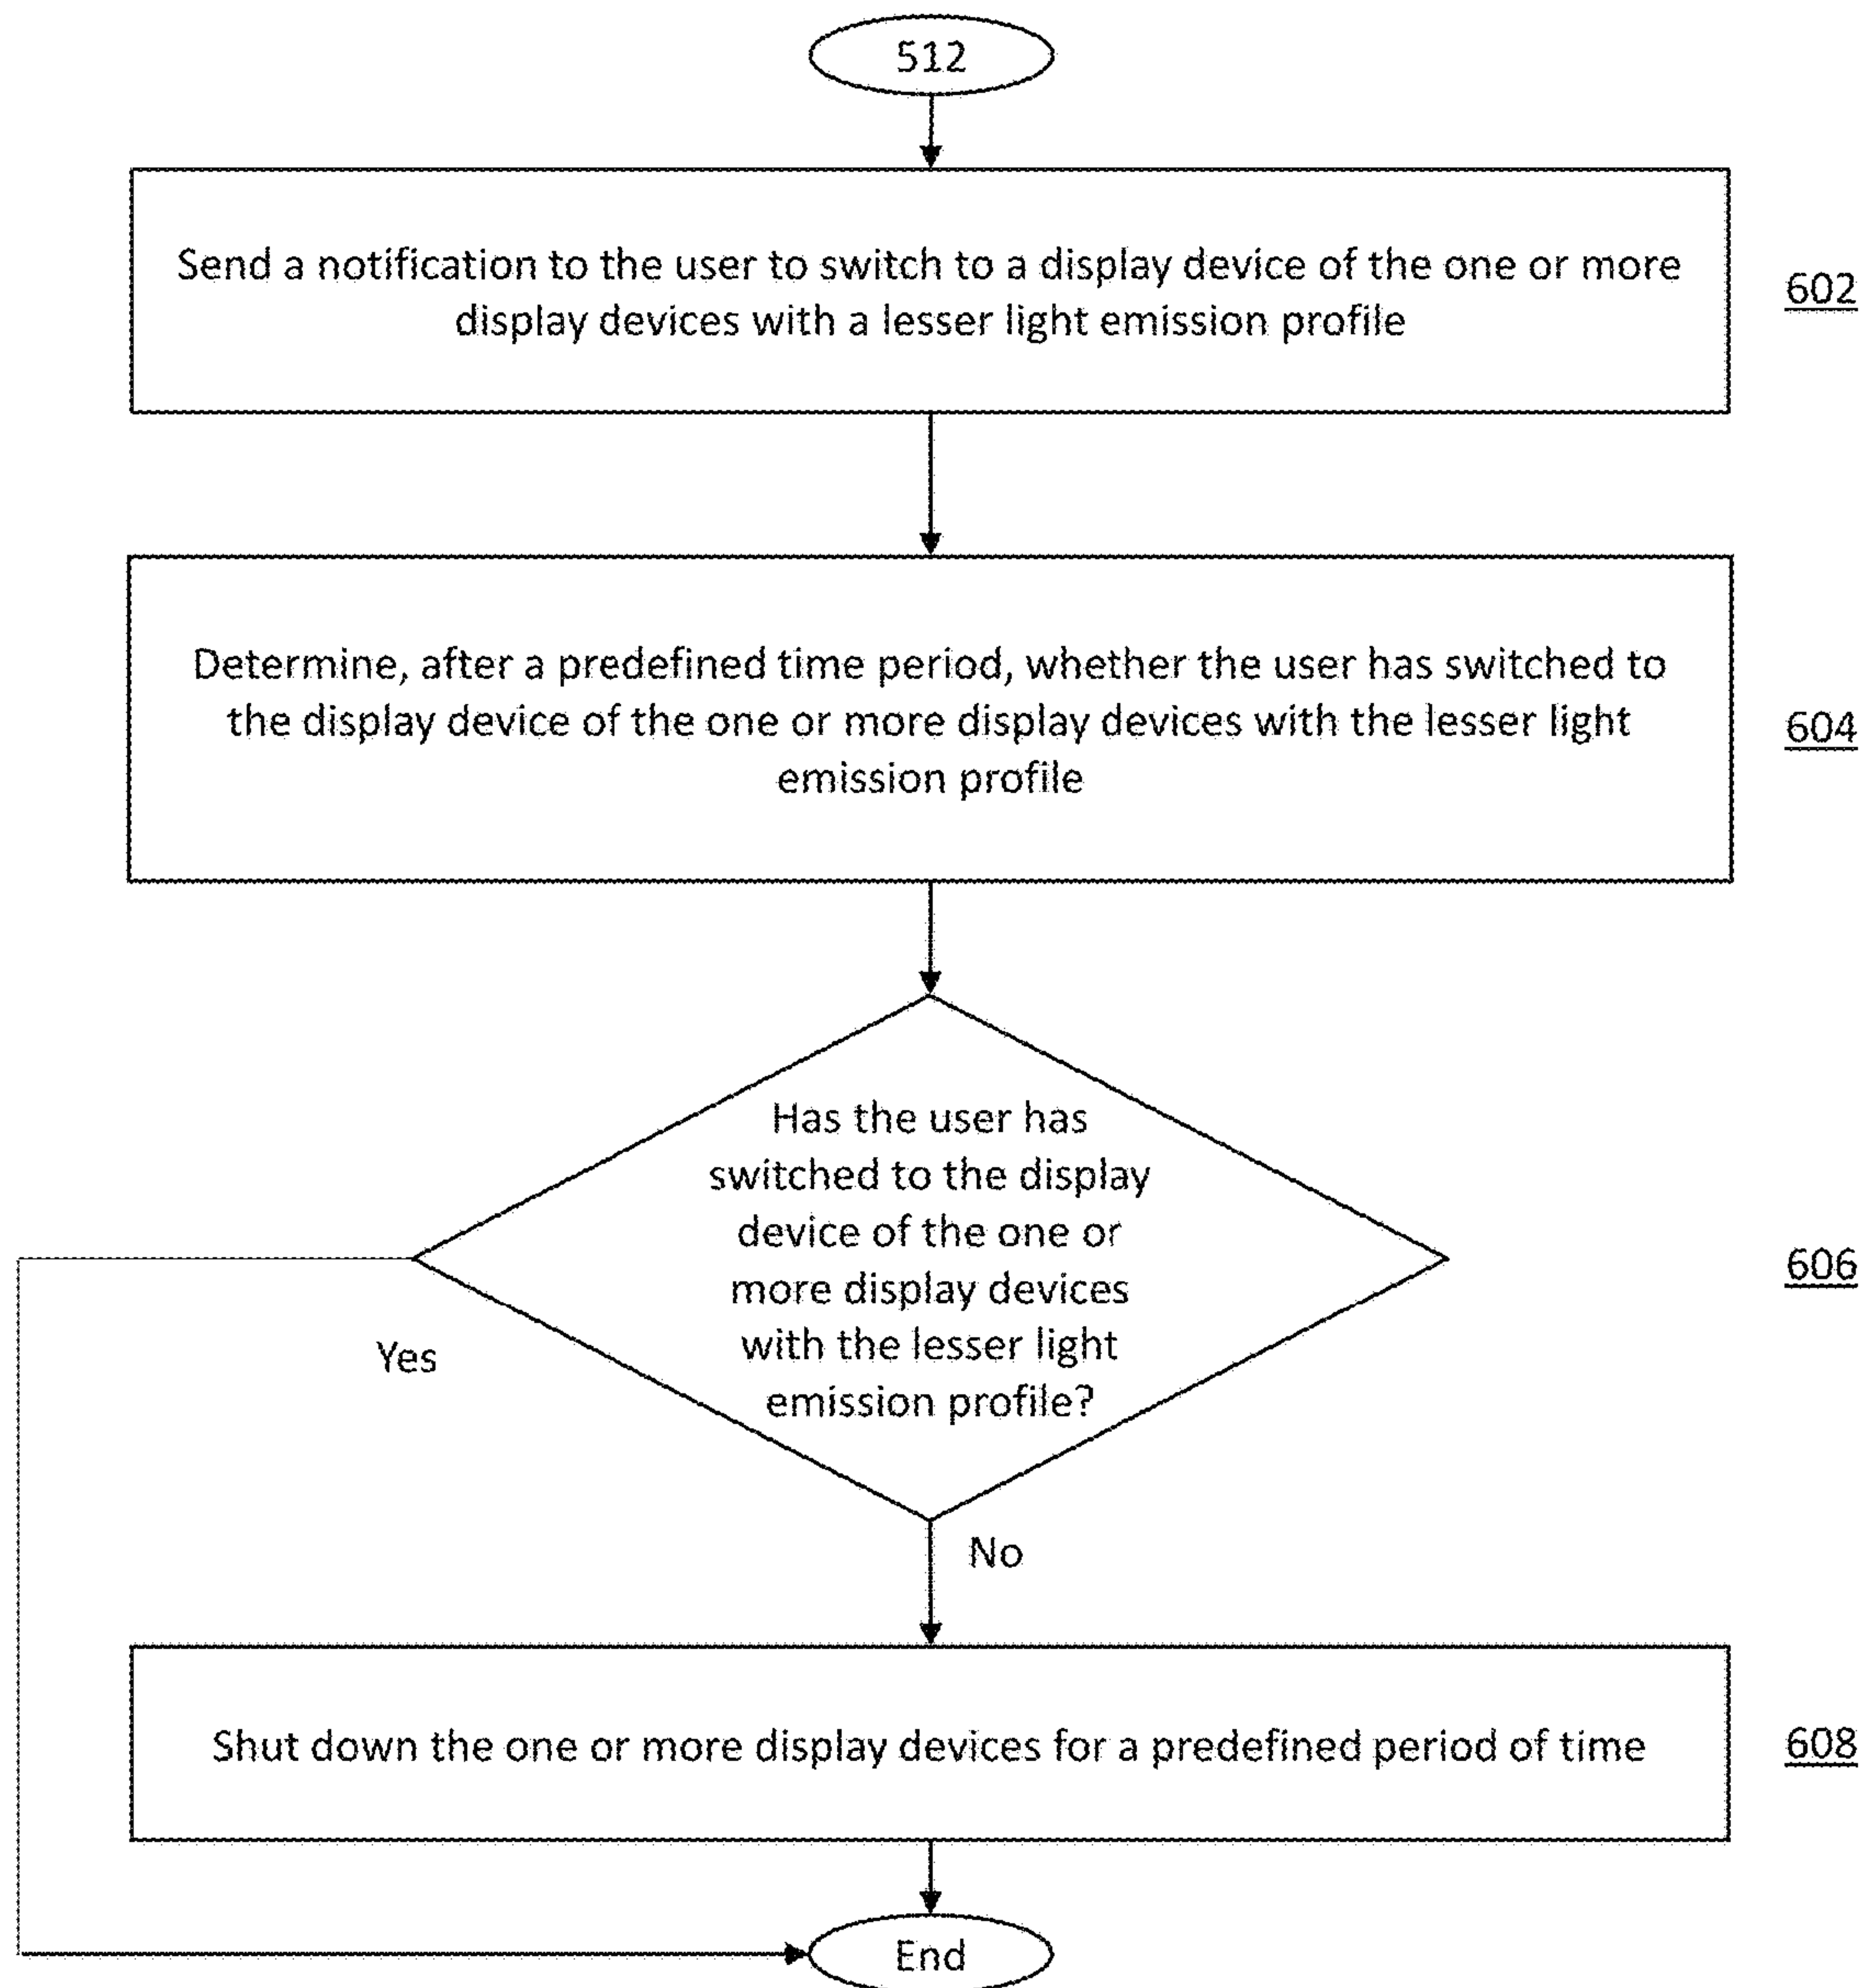 512
Send a notification to the user to switch to a display device of the one or more
display devices with a lesser light emission profile
602
Determine, after a predefined time period, whether the user has switched to
the display device of the one or more display devices with the lesser light
emission profile
604
Has the user has
switched to the display
device of the one or
more display devices
with the lesser light
emission profile?
606
Yes
No
Shut down the one or more display devices for a predefined period of time
608
End